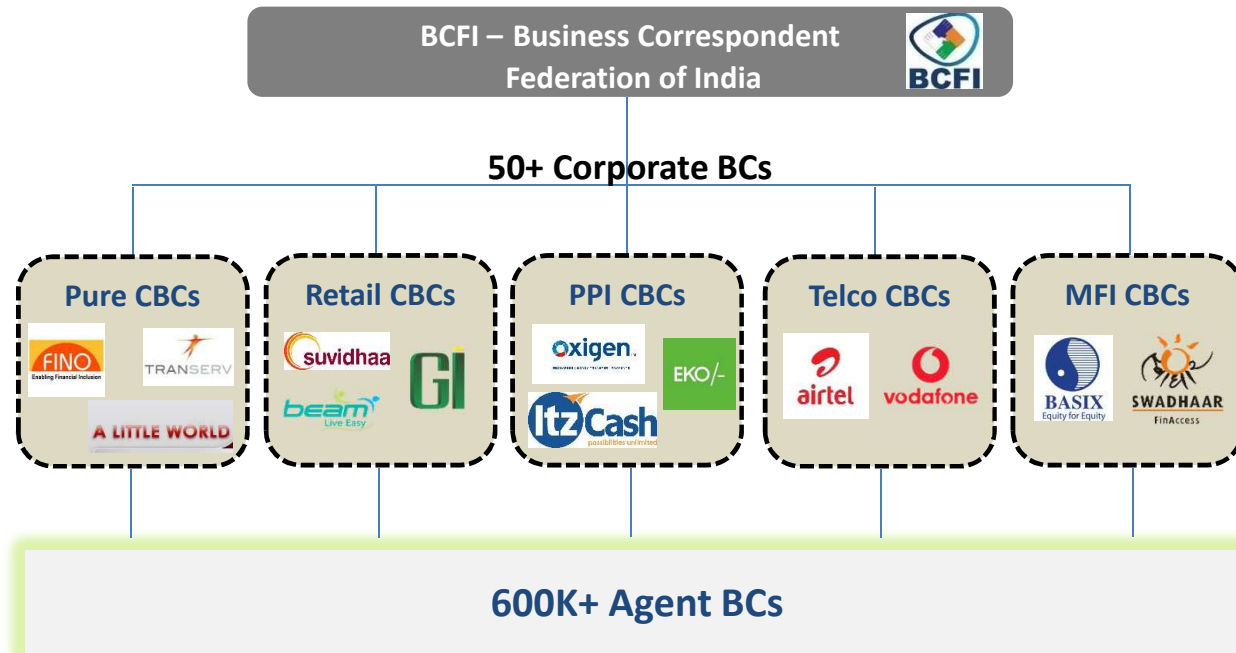 BCFI – Business Correspondent
Federation of India
BCFI
50+ Corporate BCs
Pure CBCs
FINO
Enabling Financial Inclusion
TRANSERV
A LITTLE WORLD
Retail CBCs
suvidhaa
GI
beam
Live Easy
PPI CBCs
oxigen
EKO/-
ItzCash
possibilities unlimited
Telco CBCs
airtel
vodafone
MFI CBCs
BASIX
Equity for Equity
SWADHAAR
FinAccess
600K+ Agent BCs